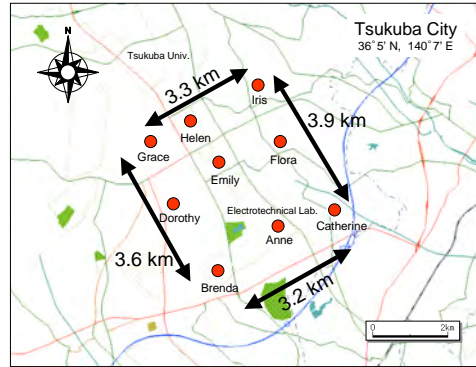 Tsukuba City
36°5' N, 140°7' E
N
Tsukuba Univ.
3.3 km
Iris
3.9 km
Helen
Grace
Flora
Emily
Dorothy
Electrotechnical Lab.
Catherine
Anne
3.6 km
Brenda
3.2 km
0 2km